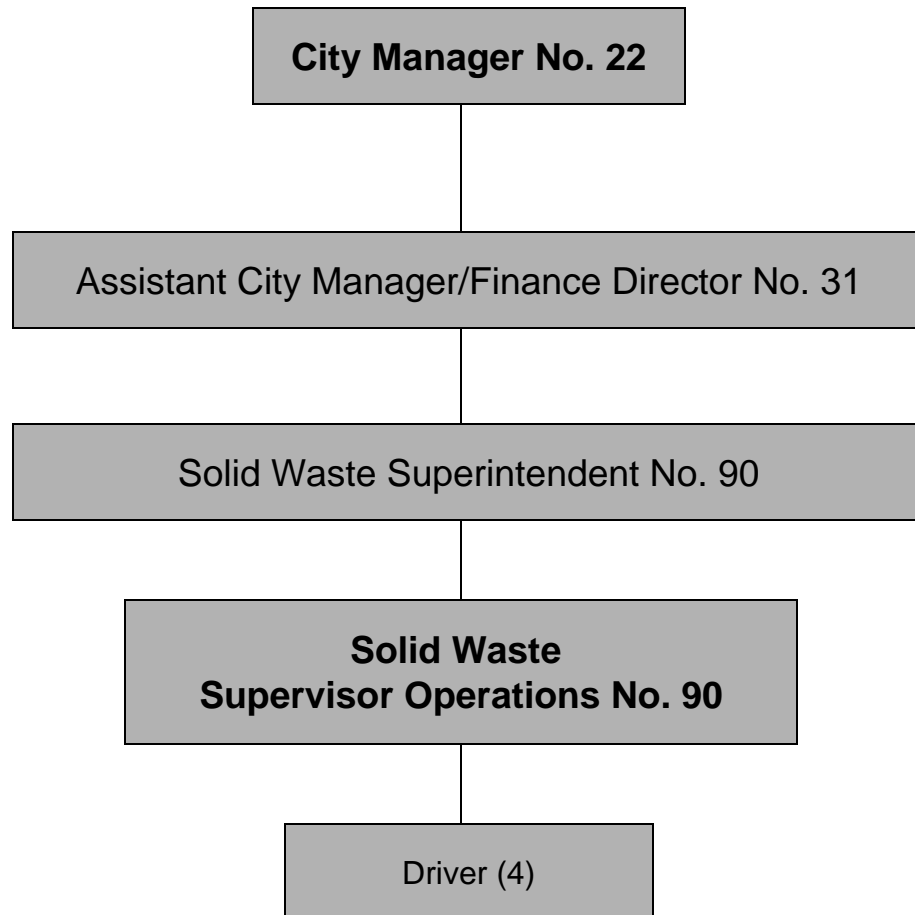 City Manager No. 22
Assistant City Manager/Finance Director No. 31
Solid Waste Superintendent No. 90
Solid Waste
Supervisor Operations No. 90
Driver (4)